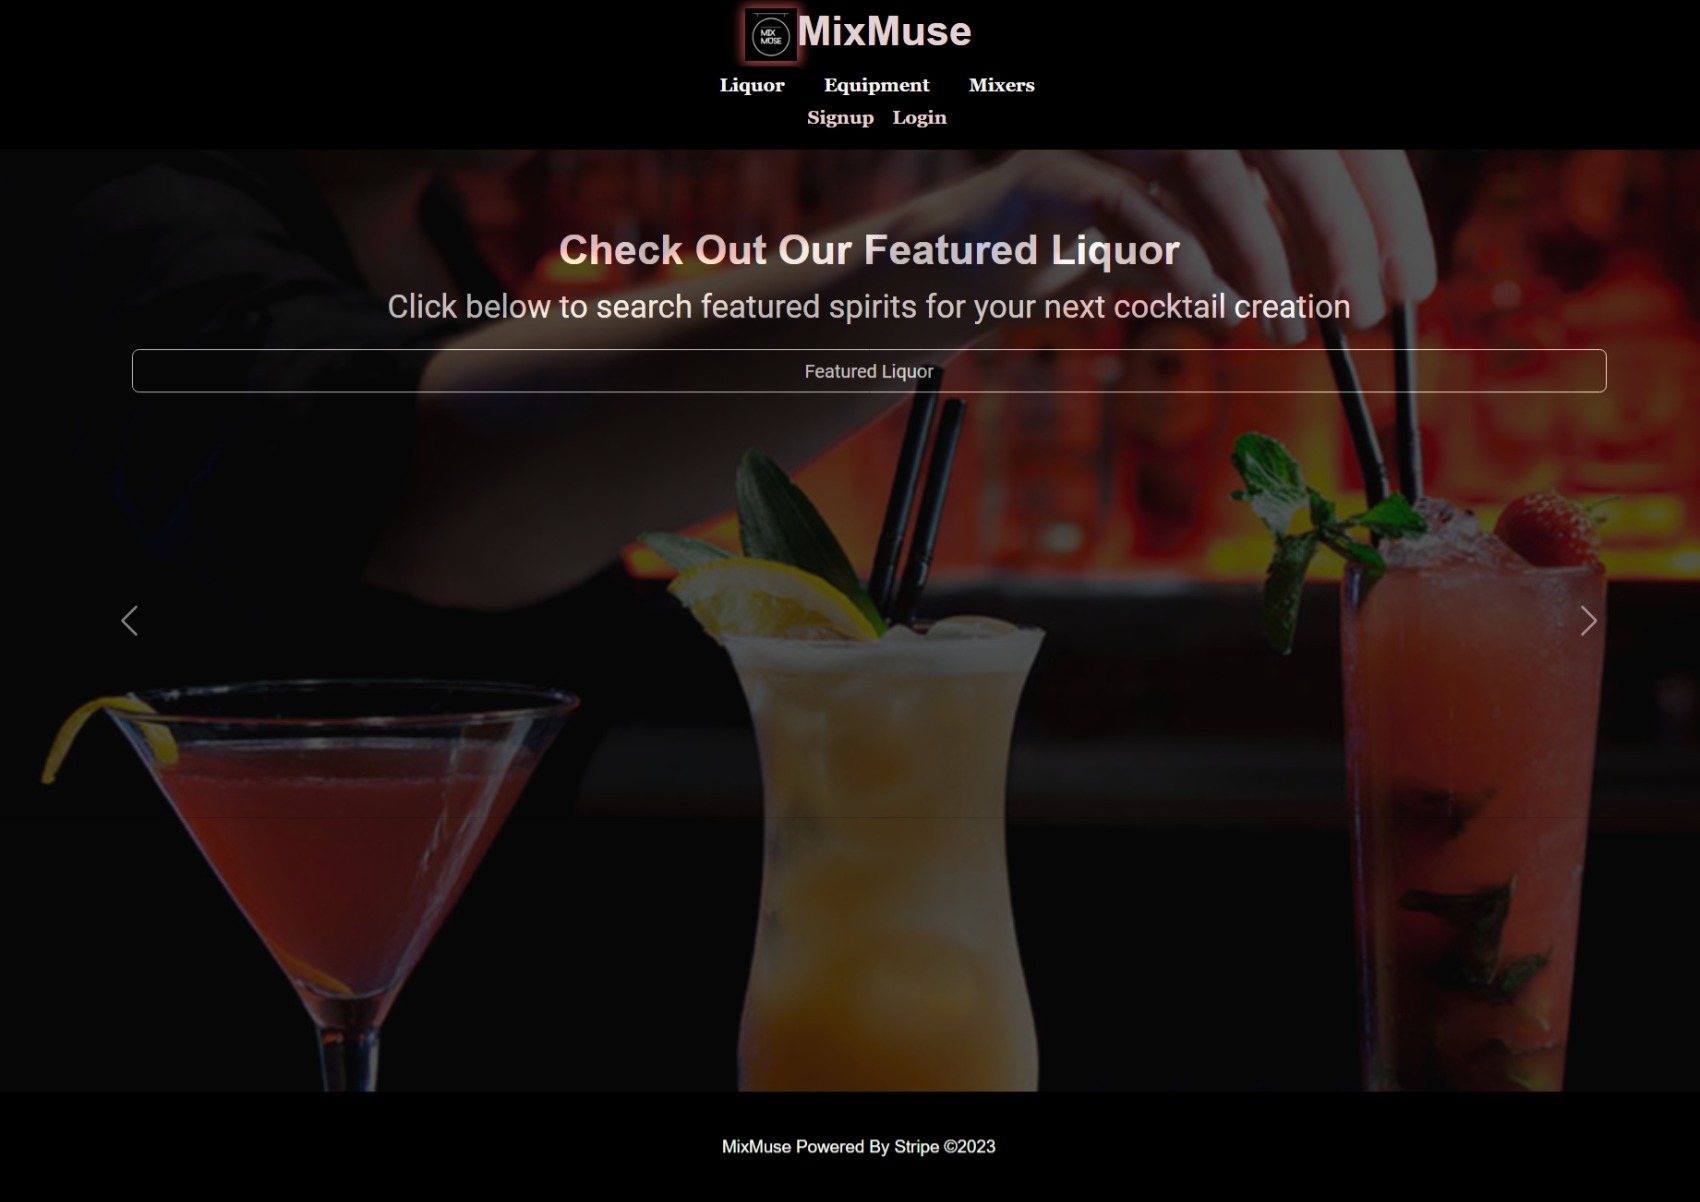 MIX
MUSE
MixMuse
Liquor Equipment Mixers
Signup Login
Check Out Our Featured Liquor
Click below to search featured spirits for your next cocktail creation
Featured Liquor
MixMuse Powered By Stripe ©2023